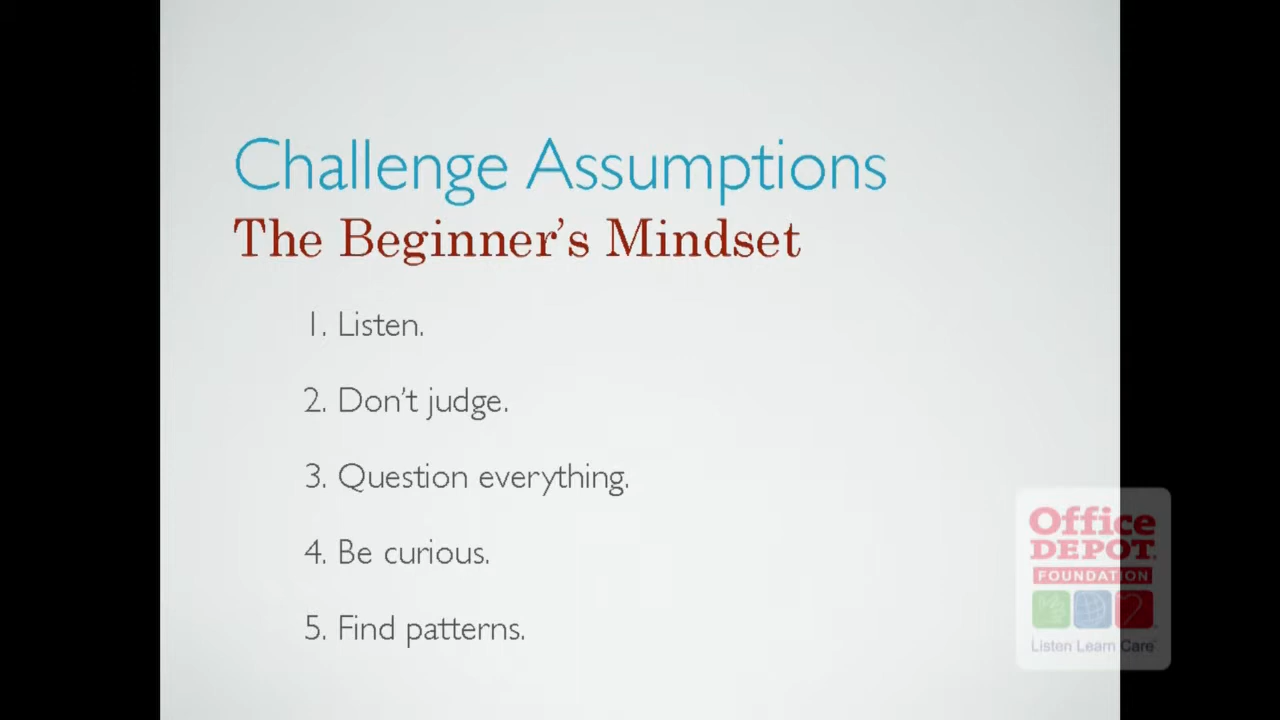 Challenge Assumptions
The Beginner's Mindset
1. Listen.
2. Don't judge.
3. Question everything.
4. Be curious.
5. Find patterns.
Office
DEPOT
FOUNDATION
Listen Learn Care